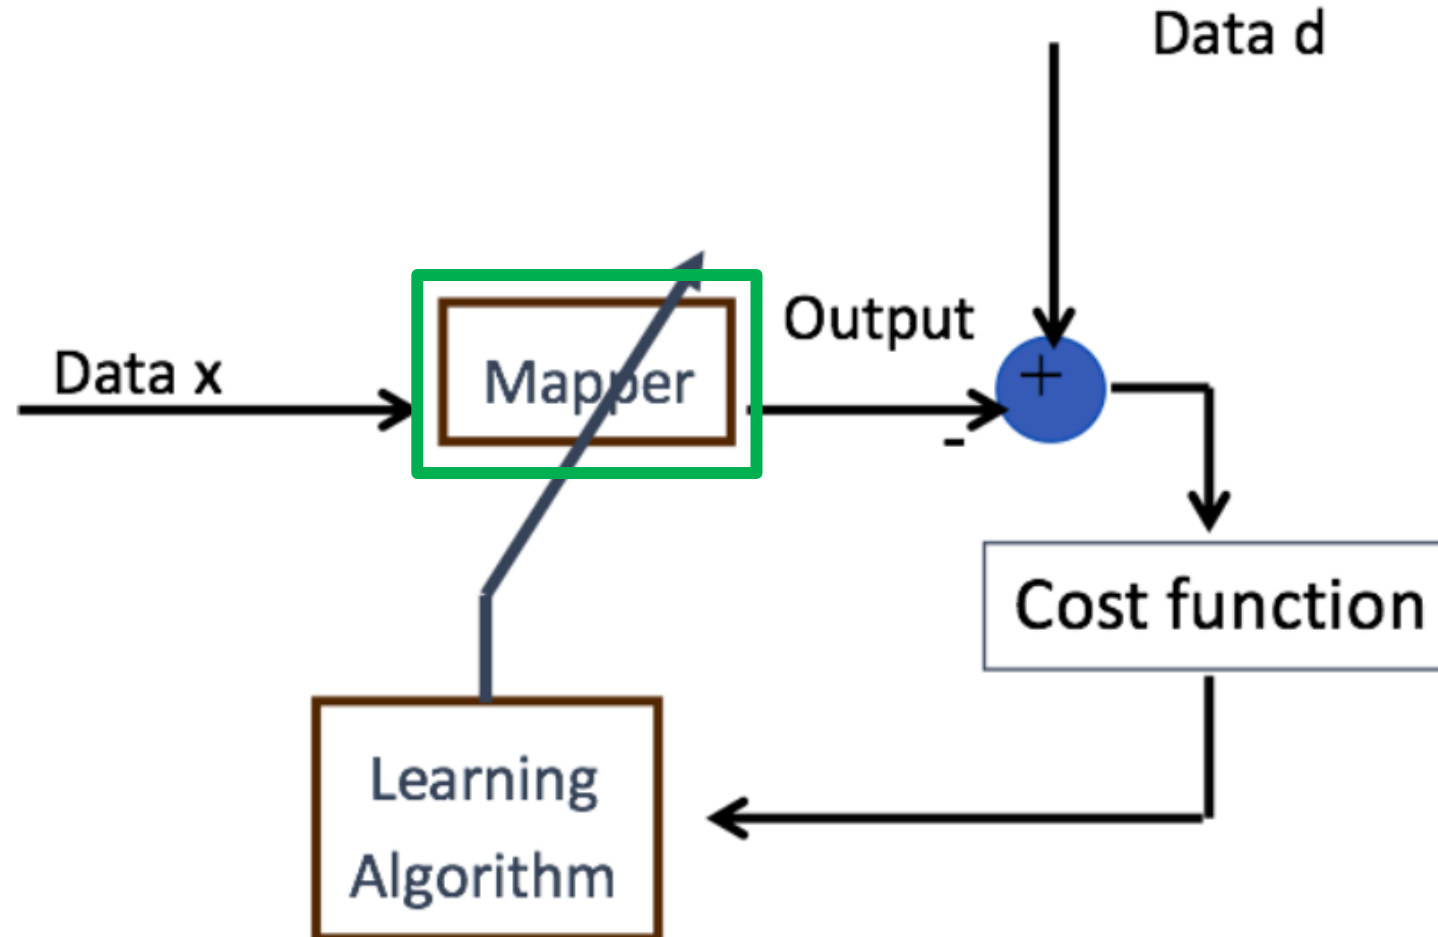 Data d
Output
Data x
Mapper
+
-
Cost function
Learning
Algorithm